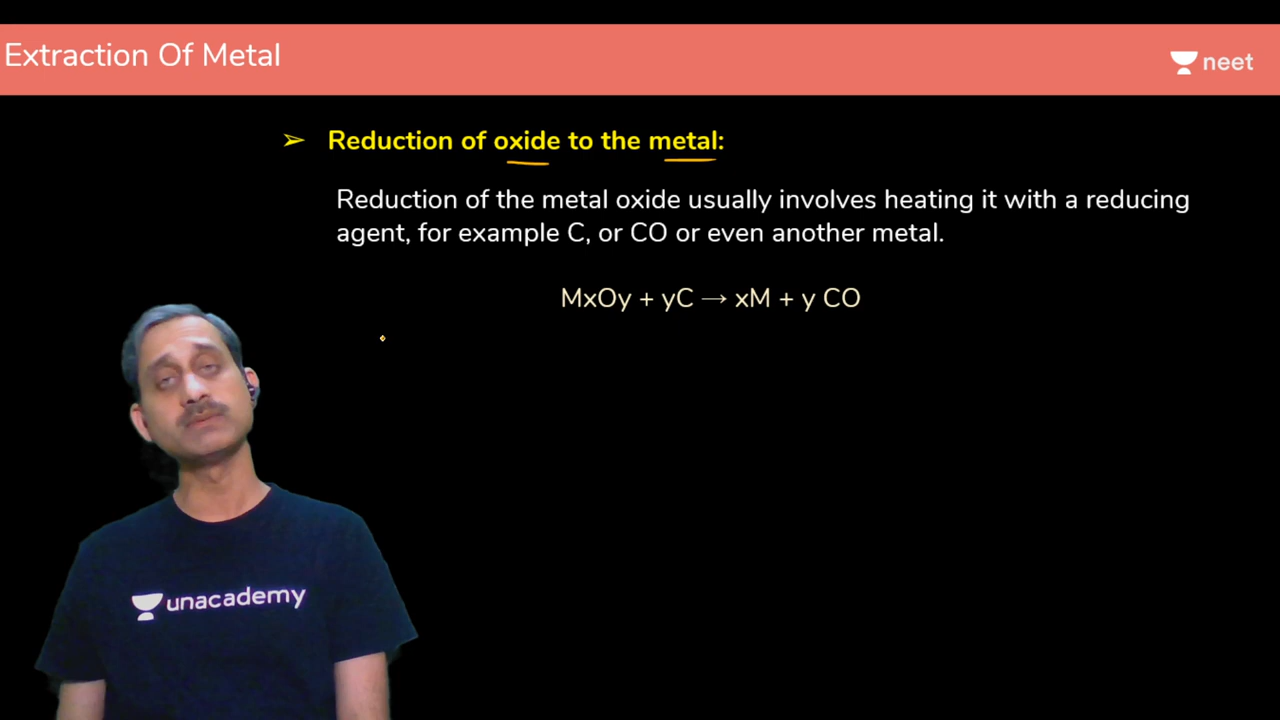 Extraction Of Metal
neet
➢ Reduction of oxide to the metal:
Reduction of the metal oxide usually involves heating it with a reducing
agent, for example C, or CO or even another metal.
MxOy + yC → xM + y CO
unacademy